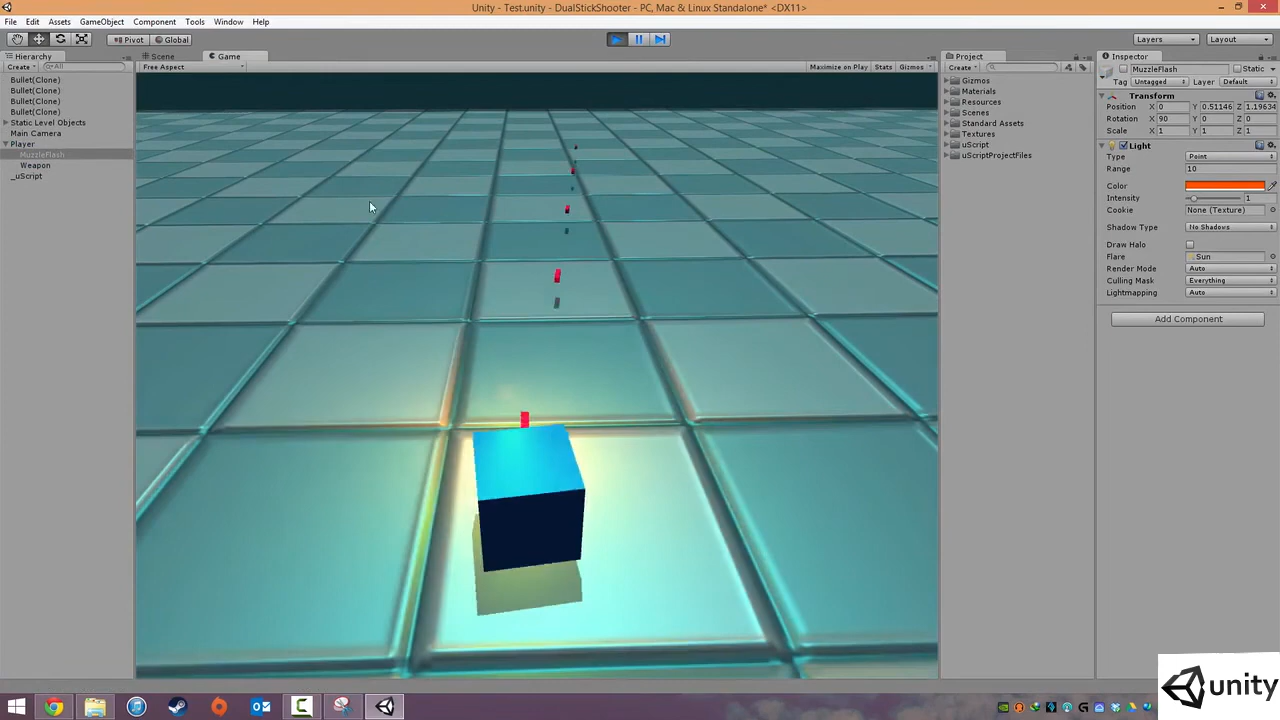 Unity - Test.unity - DualStickShooter - PC, Mac & Linux Standalone* <DX11>
File Edit Assets GameObject Component Tools Window Help
Pivot Global Layers Layout
Hierarchy Scene Game Project Inspector
Create All Free Aspect Maximize on Play Stats Gizmos Create
Bullet(Clone)
Bullet(Clone)
Bullet(Clone)
Bullet(Clone)
Static Level Objects
Main Camera
Player
MuzzleFlash
Weapon
_uScript
Gizmos
Materials
Resources
Scenes
Standard Assets
Textures
uScript
uScriptProjectFiles
MuzzleFlash Static
Tag Untagged Layer Default
Transform
Position X 0 Y 0.51146 Z 1.19634
Rotation X 90 Y 0 Z 0
Scale X 1 Y 1 Z 1
Light
Type Point
Range 10
Color
Intensity 1
Cookie None (Texture)
Shadow Type No Shadows
Draw Halo
Flare Sun
Render Mode Auto
Culling Mask Everything
Lightmapping Auto
Add Component
unity